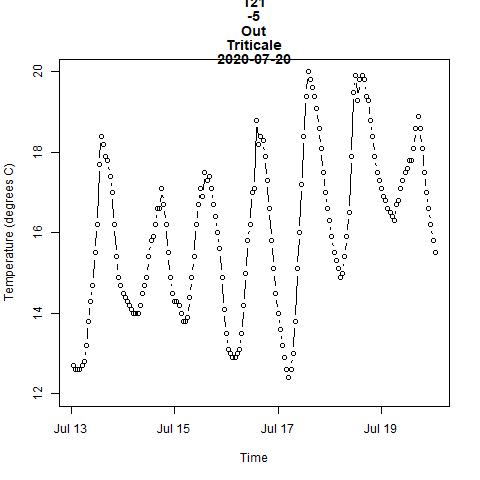 121
-5
Out
Triticale
2020-07-20
Temperature (degrees C)
20
18
16
14
12
Jul 13
Jul 15
Jul 17
Jul 19
Time